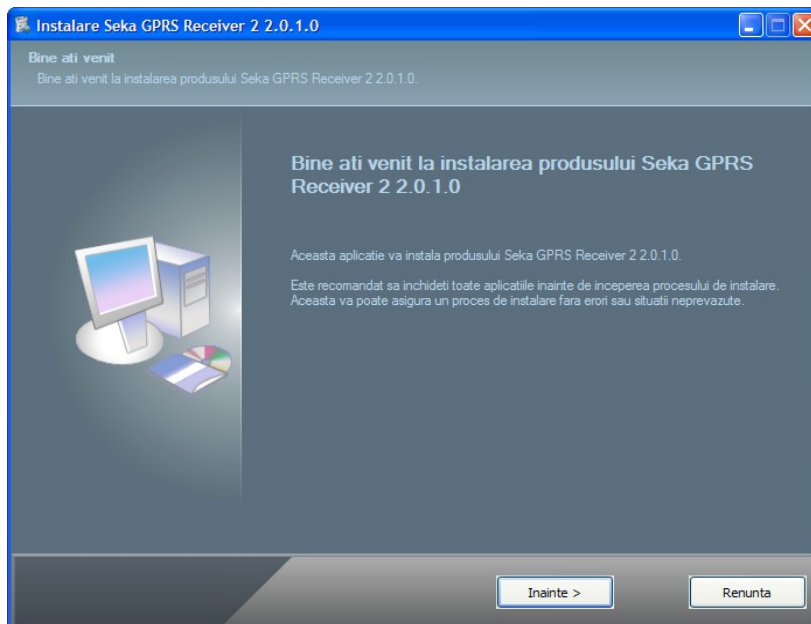 Instalare Seka GPRS Receiver 2 2.0.1.0
Bine ati venit
Bine ati venit la instalarea produsului Seka GPRS Receiver 2 2.0.1.0.
Bine ati venit la instalarea produsului Seka GPRS
Receiver 2 2.0.1.0
Aceasta aplicatie va instala produsului Seka GPRS Receiver 2 2.0.1.0.
Este recomandat sa inchideti toate aplicatiile inainte de inceperea procesului de instalare.
Aceasta va poate asigura un proces de instalare fara erori sau situatii neprevazute.
Inainte >
Renunta